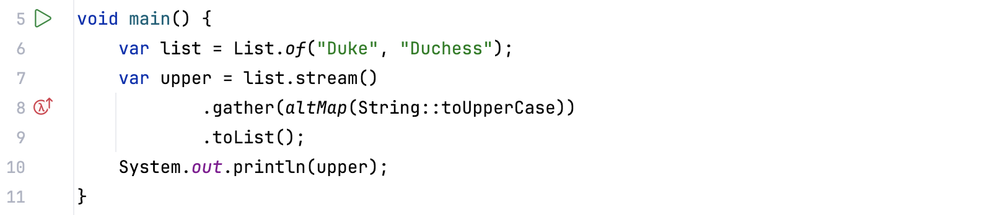 5 void main() {
6     var list = List.of("Duke", "Duchess");
7     var upper = list.stream()
8             .gather(altMap(String::toUpperCase))
9             .toList();
10     System.out.println(upper);
11 }